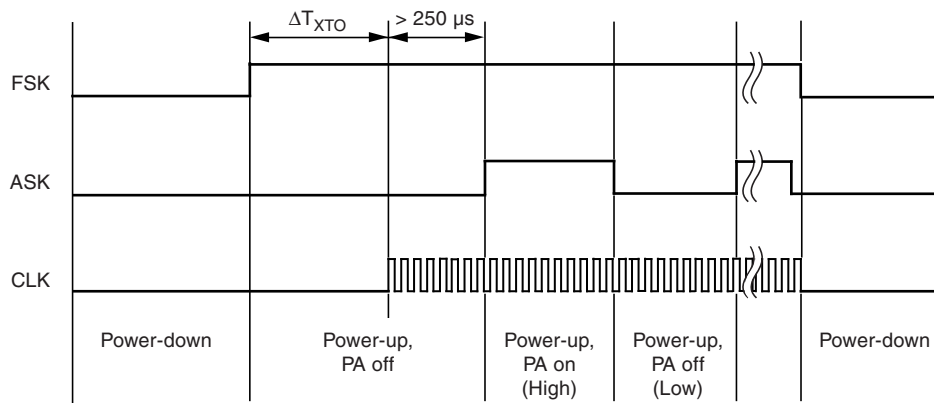 ΔT_XTO
> 250 µs
FSK
ASK
CLK
Power-down
Power-up,
PA off
Power-up,
PA on
(High)
Power-up,
PA off
(Low)
Power-down